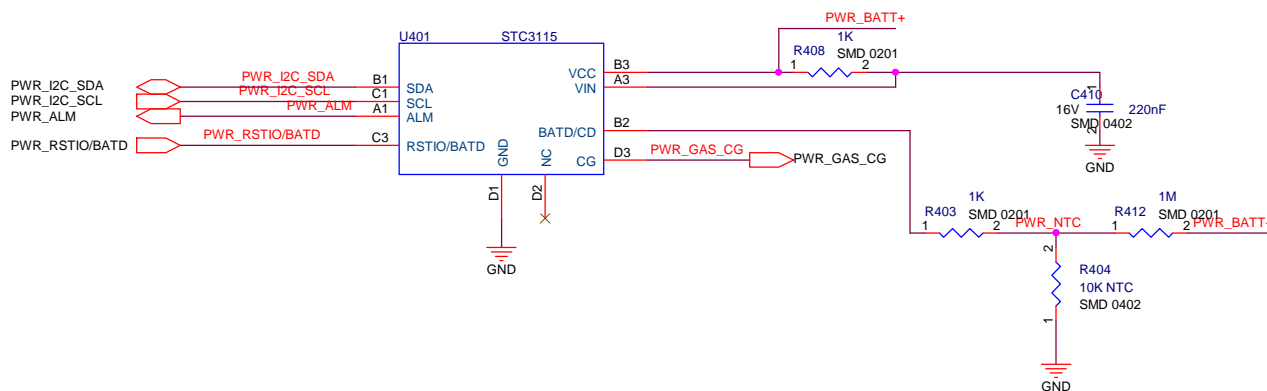 PWR_BATT+
U401 STC3115
1K
R408 SMD 0201
1 2
PWR_I2C_SDA PWR_I2C_SDA B1 SDA
PWR_I2C_SCL PWR_I2C_SCL C1 SCL
PWR_ALM PWR_ALM A1 ALM
PWR_RSTIO/BATD PWR_RSTIO/BATD C3 RSTIO/BATD
VCC B3
VIN A3
BATD/CD B2
CG D3 PWR_GAS_CG PWR_GAS_CG
GND NC
D1 D2
GND
1
C410
16V 220nF
SMD 0402
2
GND
1K 1M
R403 SMD 0201 R412 SMD 0201
1 2 PWR_NTC 1 2 PWR_BATT+
2
R404
10K NTC
SMD 0402
1
GND